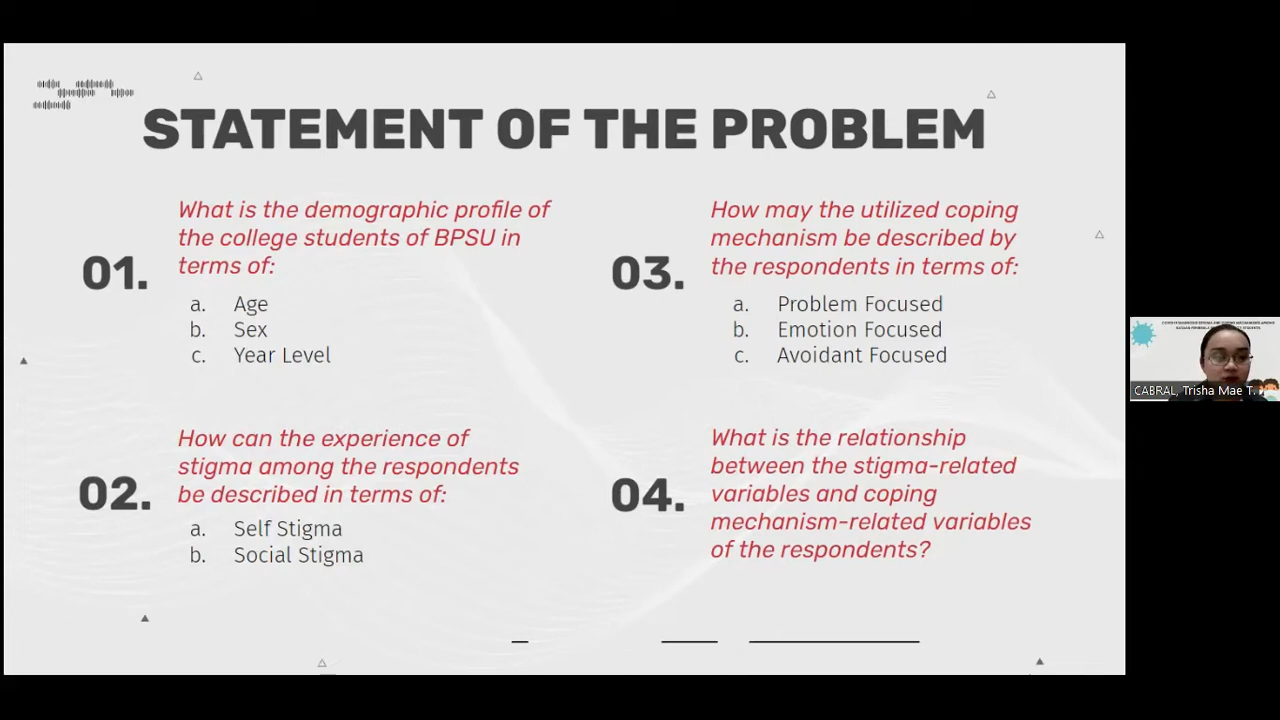 STATEMENT OF THE PROBLEM
01.
What is the demographic profile of
the college students of BPSU in
terms of:
a. Age
b. Sex
c. Year Level
02.
How can the experience of
stigma among the respondents
be described in terms of:
a. Self Stigma
b. Social Stigma
03.
How may the utilized coping
mechanism be described by
the respondents in terms of:
a. Problem Focused
b. Emotion Focused
c. Avoidant Focused
04.
What is the relationship
between the stigma-related
variables and coping
mechanism-related variables
of the respondents?
CABRAL, Trisha Mae T.